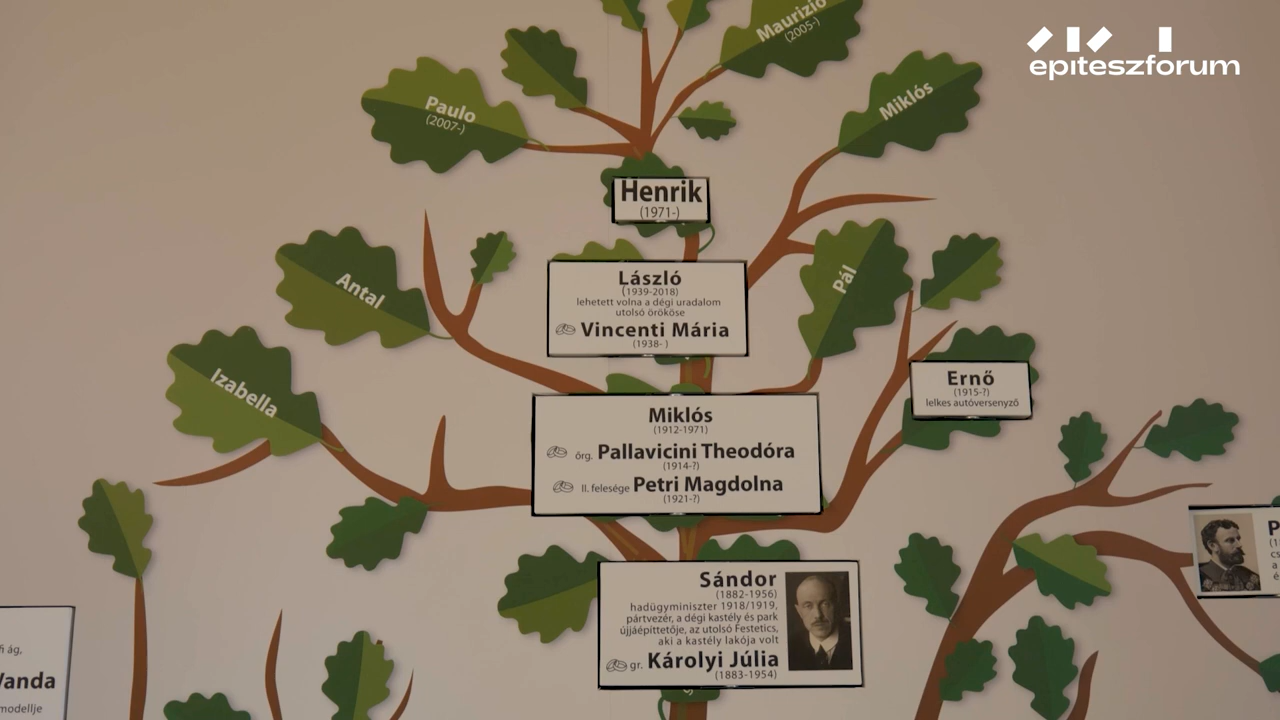 epiteszforum
Maurizio
(2005-)
Paulo
(2007-)
Miklós
Henrik
(1971-)
Antal
László
(1939-2018)
lehetett volna a dégi uradalom
utolsó örököse
Vincenti Mária
(1938- )
Pál
Izabella
Ernő
(1915-?)
lelkes autóversenyző
Miklós
(1912-1971)
őrg. Pallavicini Theodóra
(1914-?)
II. felesége Petri Magdolna
(1921-?)
Sándor
(1882-1956)
hadügyminiszter 1918/1919,
pártvezér, a dégi kastély és park
újjáépíttetője, az utolsó Festetics,
aki a kastély lakója volt
gr. Károlyi Júlia
(1883-1954)
fi ág,
modellje